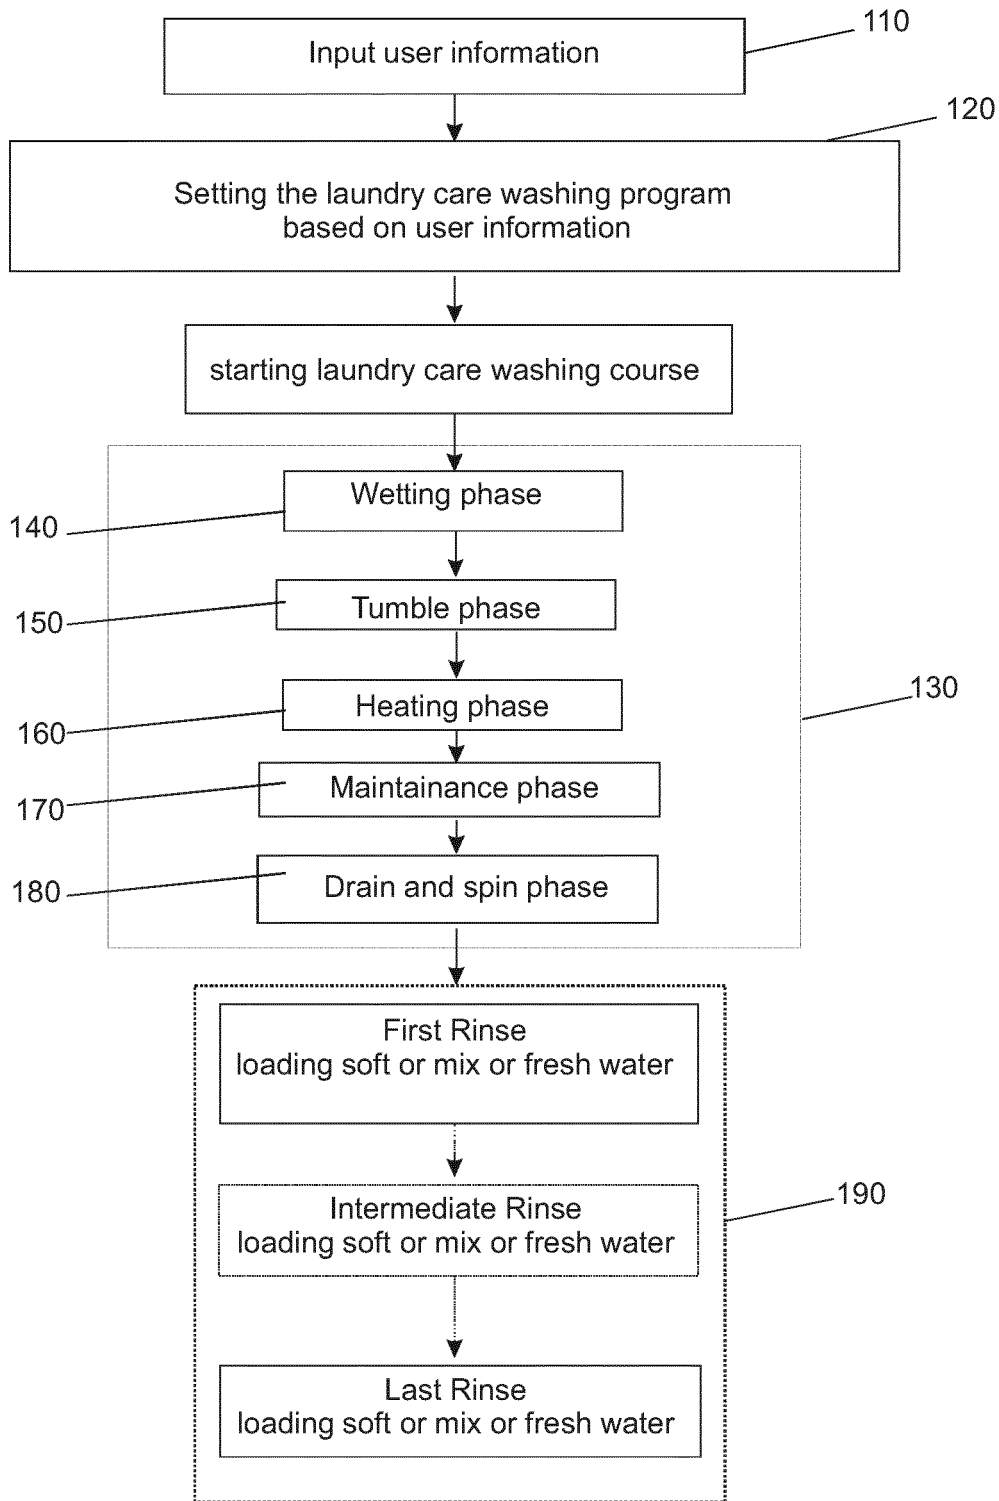 Input user information
110
120
Setting the laundry care washing program
based on user information
starting laundry care washing course
Wetting phase
140
Tumble phase
150
Heating phase
160
130
Maintainance phase
170
Drain and spin phase
180
First Rinse
loading soft or mix or fresh water
Intermediate Rinse
loading soft or mix or fresh water
190
Last Rinse
loading soft or mix or fresh water